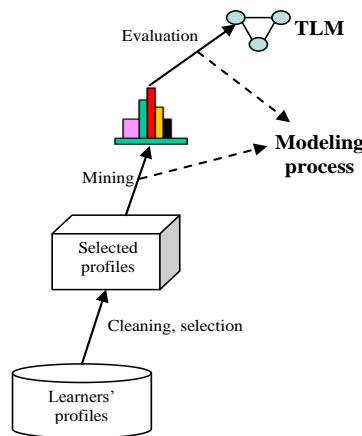 Evaluation
TLM
Modeling
process
Mining
Selected
profiles
Cleaning, selection
Learners’
profiles